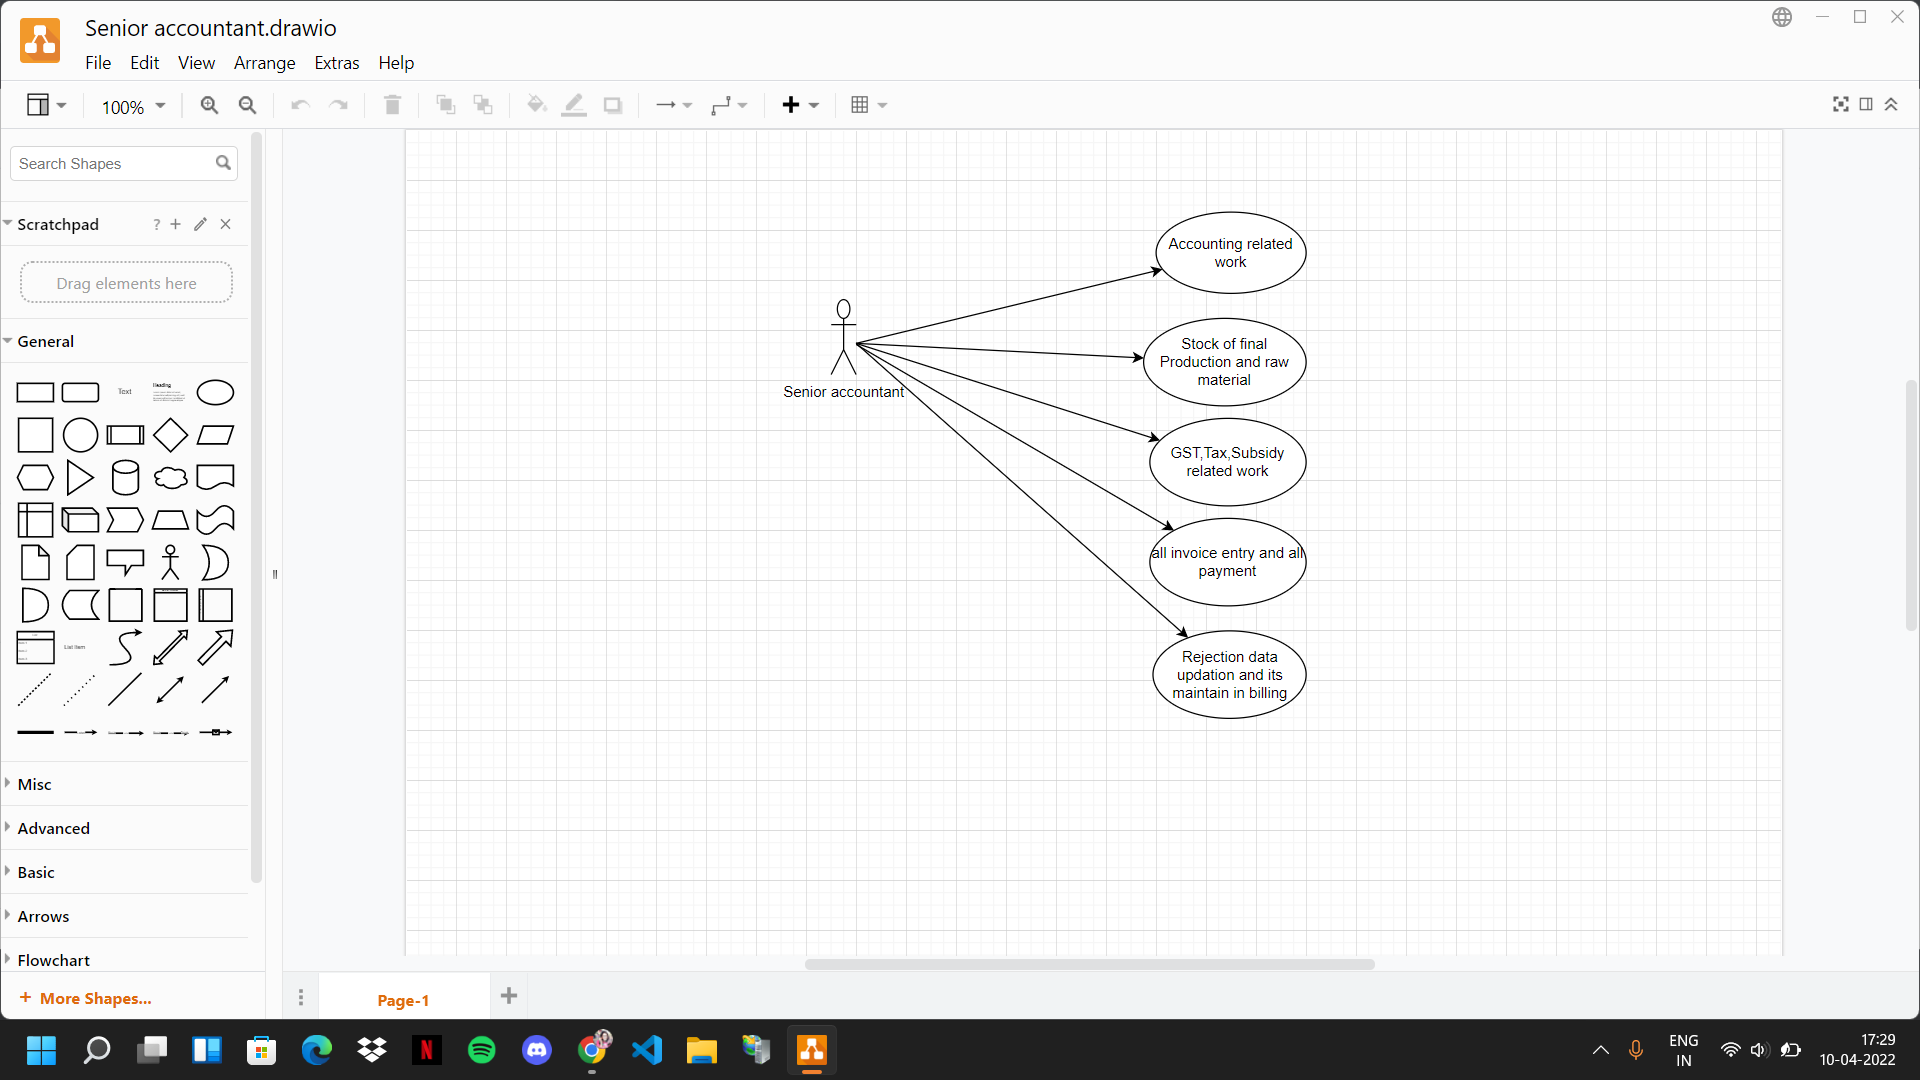 Senior accountant.drawio
File Edit View Arrange Extras Help
100%
Search Shapes
Scratchpad
?
Drag elements here
General
Text
Heading
List Item
Misc
Advanced
Basic
Arrows
Flowchart
+ More Shapes...
Senior accountant
Accounting related
work
Stock of final
Production and raw
material
GST,Tax,Subsidy
related work
all invoice entry and all
payment
Rejection data
updation and its
maintain in billing
Page-1
N
ENG
IN
17:29
10-04-2022